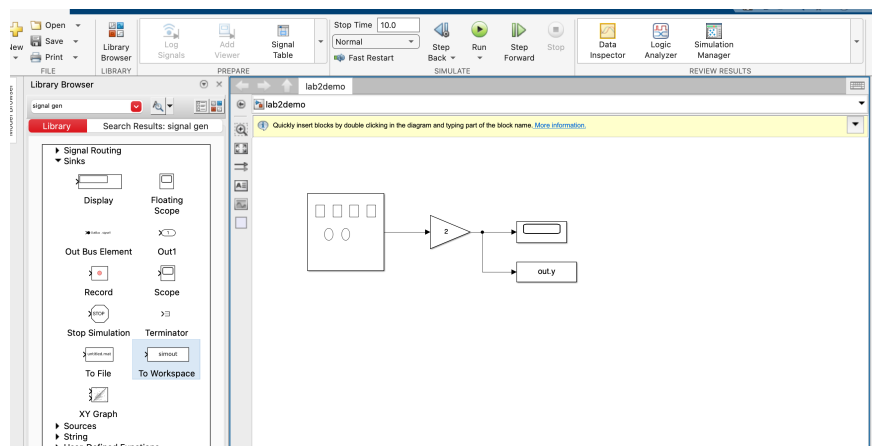 Open
Save
Print
FILE
Library
Browser
LIBRARY
Log
Signals
Add
Viewer
Signal
Table
PREPARE
Stop Time 10.0
Normal
Fast Restart
Step
Back
Run
Step
Forward
Stop
SIMULATE
Data
Inspector
Logic
Analyzer
Simulation
Manager
REVIEW RESULTS
Library Browser
signal gen
Library
Search Results: signal gen
Signal Routing
Sinks
Display
Floating
Scope
Out Bus Element
1
Out1
Record
Scope
STOP
Stop Simulation
Terminator
untitled.mat
To File
simout
To Workspace
XY Graph
Sources
String
lab2demo
lab2demo
Quickly insert blocks by double clicking in the diagram and typing part of the block name. More information.
2
out.y